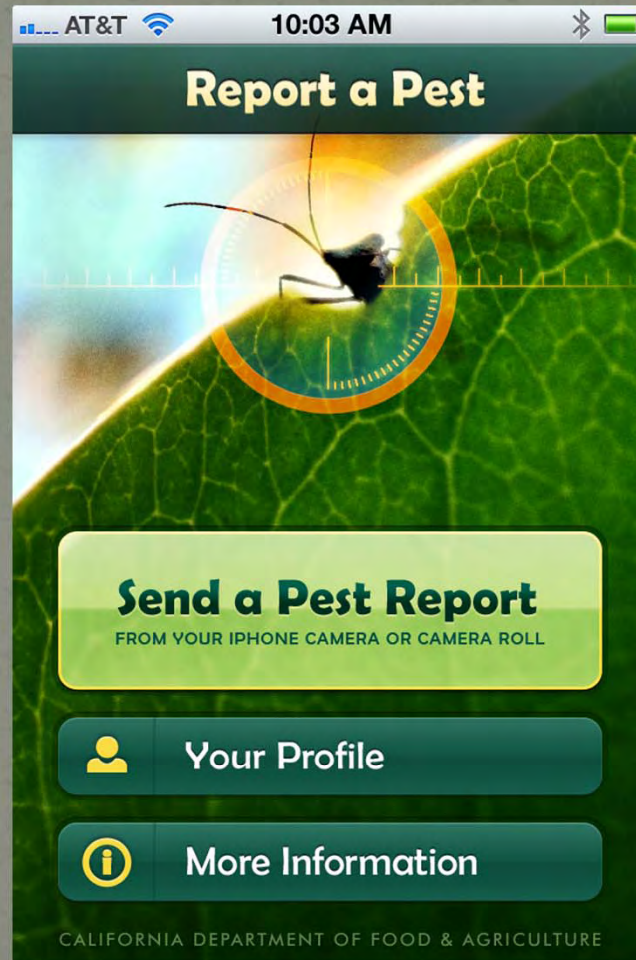 AT&T 10:03 AM
Report a Pest
Send a Pest Report
FROM YOUR IPHONE CAMERA OR CAMERA ROLL
Your Profile
More Information
CALIFORNIA DEPARTMENT OF FOOD & AGRICULTURE